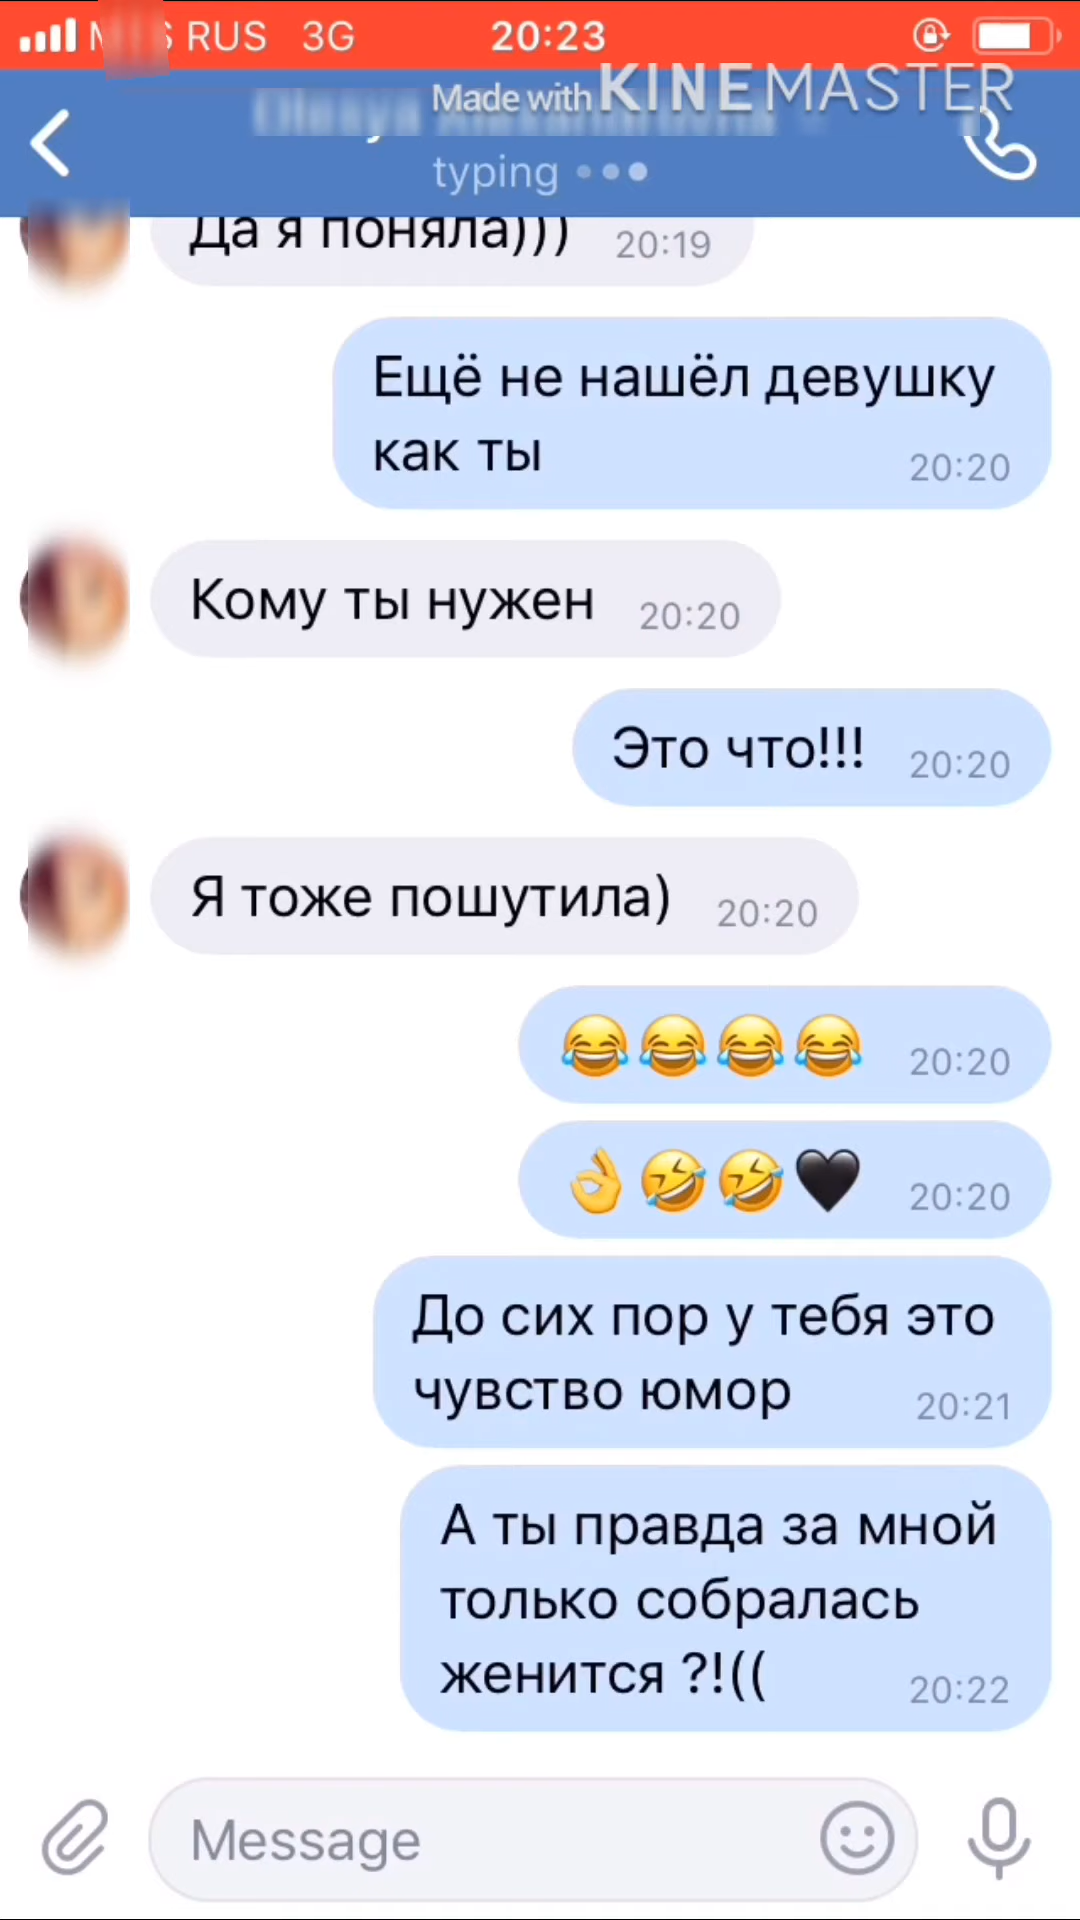 RUS 3G 20:23
Made with KINEMASTER
typing
Да я поняла))) 20:19
Ещё не нашёл девушку
как ты 20:20
Кому ты нужен 20:20
Это что!!! 20:20
Я тоже пошутила) 20:20
😂😂😂😂 20:20
👌🤣🤣🖤 20:20
До сих пор у тебя это
чувство юмор 20:21
А ты правда за мной
только собралась
женится ?!(( 20:22
Message